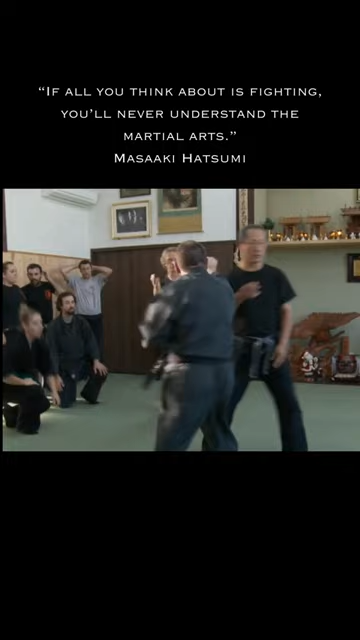 “If all you think about is fighting,
you’ll never understand the
martial arts.”
Masaaki Hatsumi